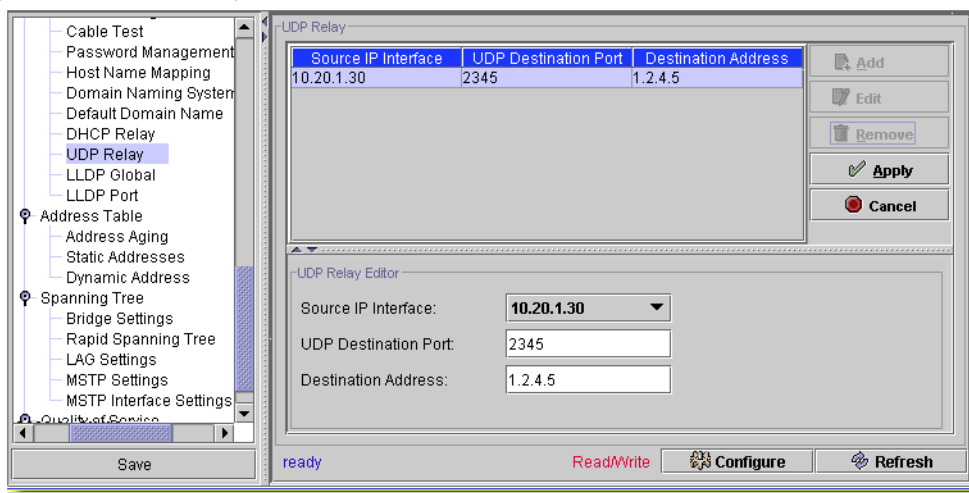 Cable Test
Password Management
Host Name Mapping
Domain Naming System
Default Domain Name
DHCP Relay
UDP Relay
LLDP Global
LLDP Port
Address Table
Address Aging
Static Addresses
Dynamic Address
Spanning Tree
Bridge Settings
Rapid Spanning Tree
LAG Settings
MSTP Settings
MSTP Interface Settings
Quality of Service
Save
UDP Relay
Source IP Interface UDP Destination Port Destination Address
10.20.1.30 2345 1.2.4.5
Add
Edit
Remove
Apply
Cancel
UDP Relay Editor
Source IP Interface: 10.20.1.30
UDP Destination Port: 2345
Destination Address: 1.2.4.5
ready Read/Write Configure Refresh